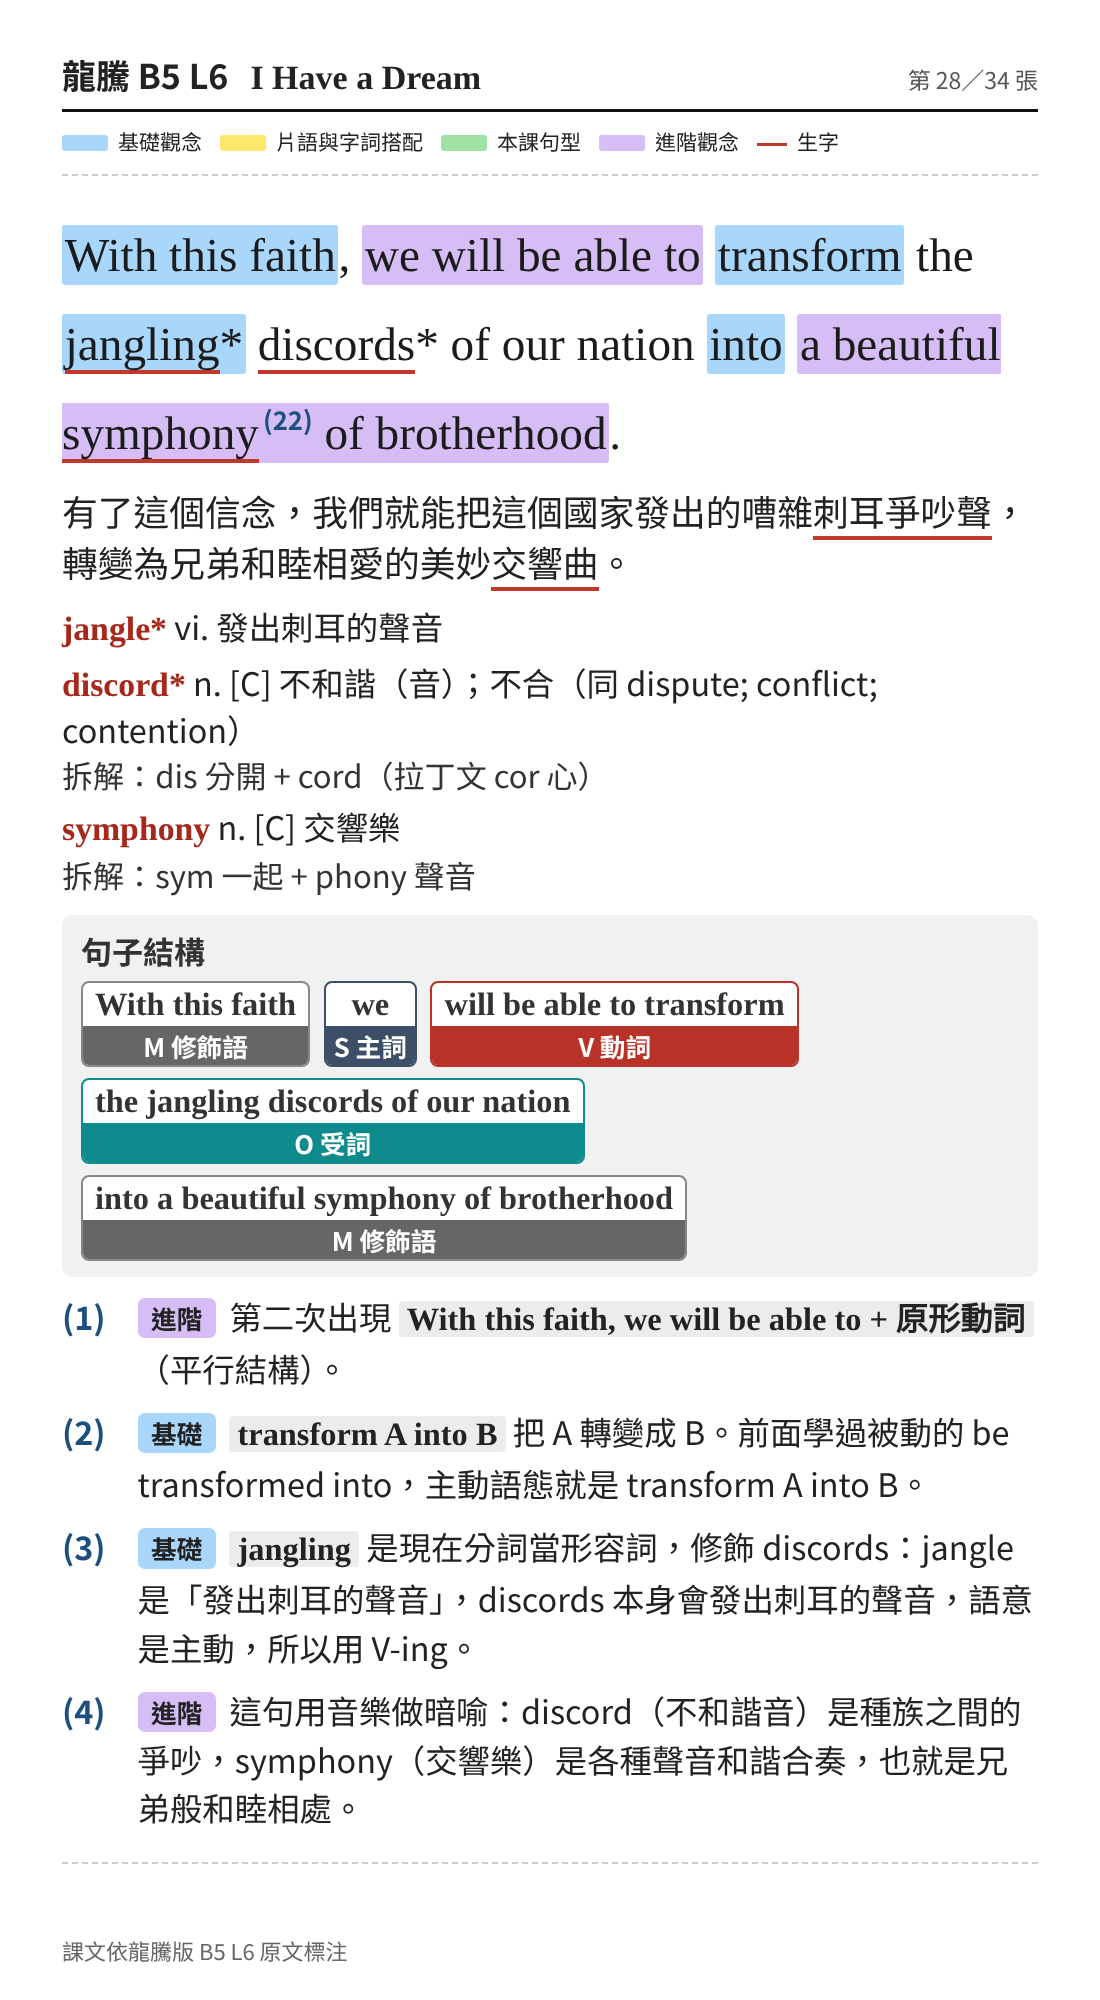 龍騰 B5 L6 I Have a Dream
第 28／34 張
基礎觀念 片語與字詞搭配 本課句型 進階觀念 生字
With this faith, we will be able to transform the
jangling* discords* of our nation into a beautiful
symphony(22) of brotherhood.
有了這個信念，我們就能把這個國家發出的嘈雜刺耳爭吵聲，
轉變為兄弟和睦相愛的美妙交響曲。
jangle* vi. 發出刺耳的聲音
discord* n. [C] 不和諧（音）；不合（同 dispute; conflict;
contention）
拆解：dis 分開 + cord（拉丁文 cor 心）
symphony n. [C] 交響樂
拆解：sym 一起 + phony 聲音
句子結構
With this faith we will be able to transform
M 修飾語 S 主詞 V 動詞
the jangling discords of our nation
O 受詞
into a beautiful symphony of brotherhood
M 修飾語
(1) 進階 第二次出現 With this faith, we will be able to + 原形動詞
（平行結構）。
(2) 基礎 transform A into B 把 A 轉變成 B。前面學過被動的 be
transformed into，主動語態就是 transform A into B。
(3) 基礎 jangling 是現在分詞當形容詞，修飾 discords：jangle
是「發出刺耳的聲音」，discords 本身會發出刺耳的聲音，語意
是主動，所以用 V-ing。
(4) 進階 這句用音樂做暗喻：discord（不和諧音）是種族之間的
爭吵，symphony（交響樂）是各種聲音和諧合奏，也就是兄
弟般和睦相處。
課文依龍騰版 B5 L6 原文標注